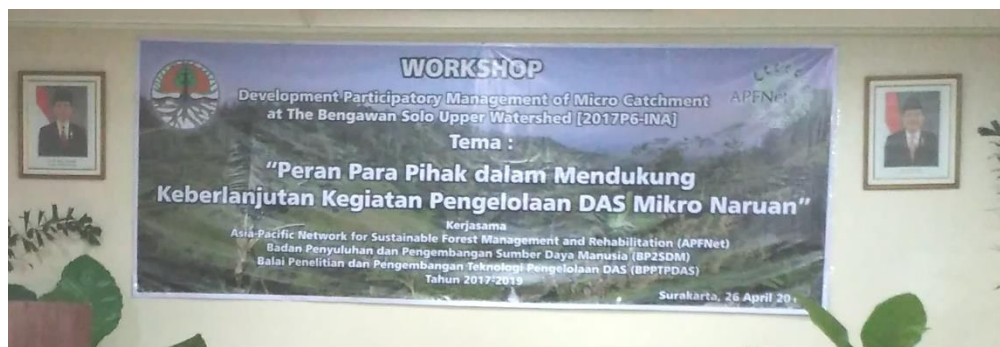 WORKSHOP
Development Participatory Management of Micro Catchment
at The Bengawan Solo Upper Watershed [2017P6-INA]
APFNet
Tema :
"Peran Para Pihak dalam Mendukung
Keberlanjutan Kegiatan Pengelolaan DAS Mikro Naruan"
Kerjasama
Asia-Pacific Network for Sustainable Forest Management and Rehabilitation (APFNet)
Badan Penyuluhan dan Pengembangan Sumber Daya Manusia (BP2SDM)
Balai Penelitian dan Pengembangan Teknologi Pengelolaan DAS (BPPTPDAS)
Tahun 2017-2019
Surakarta, 26 April